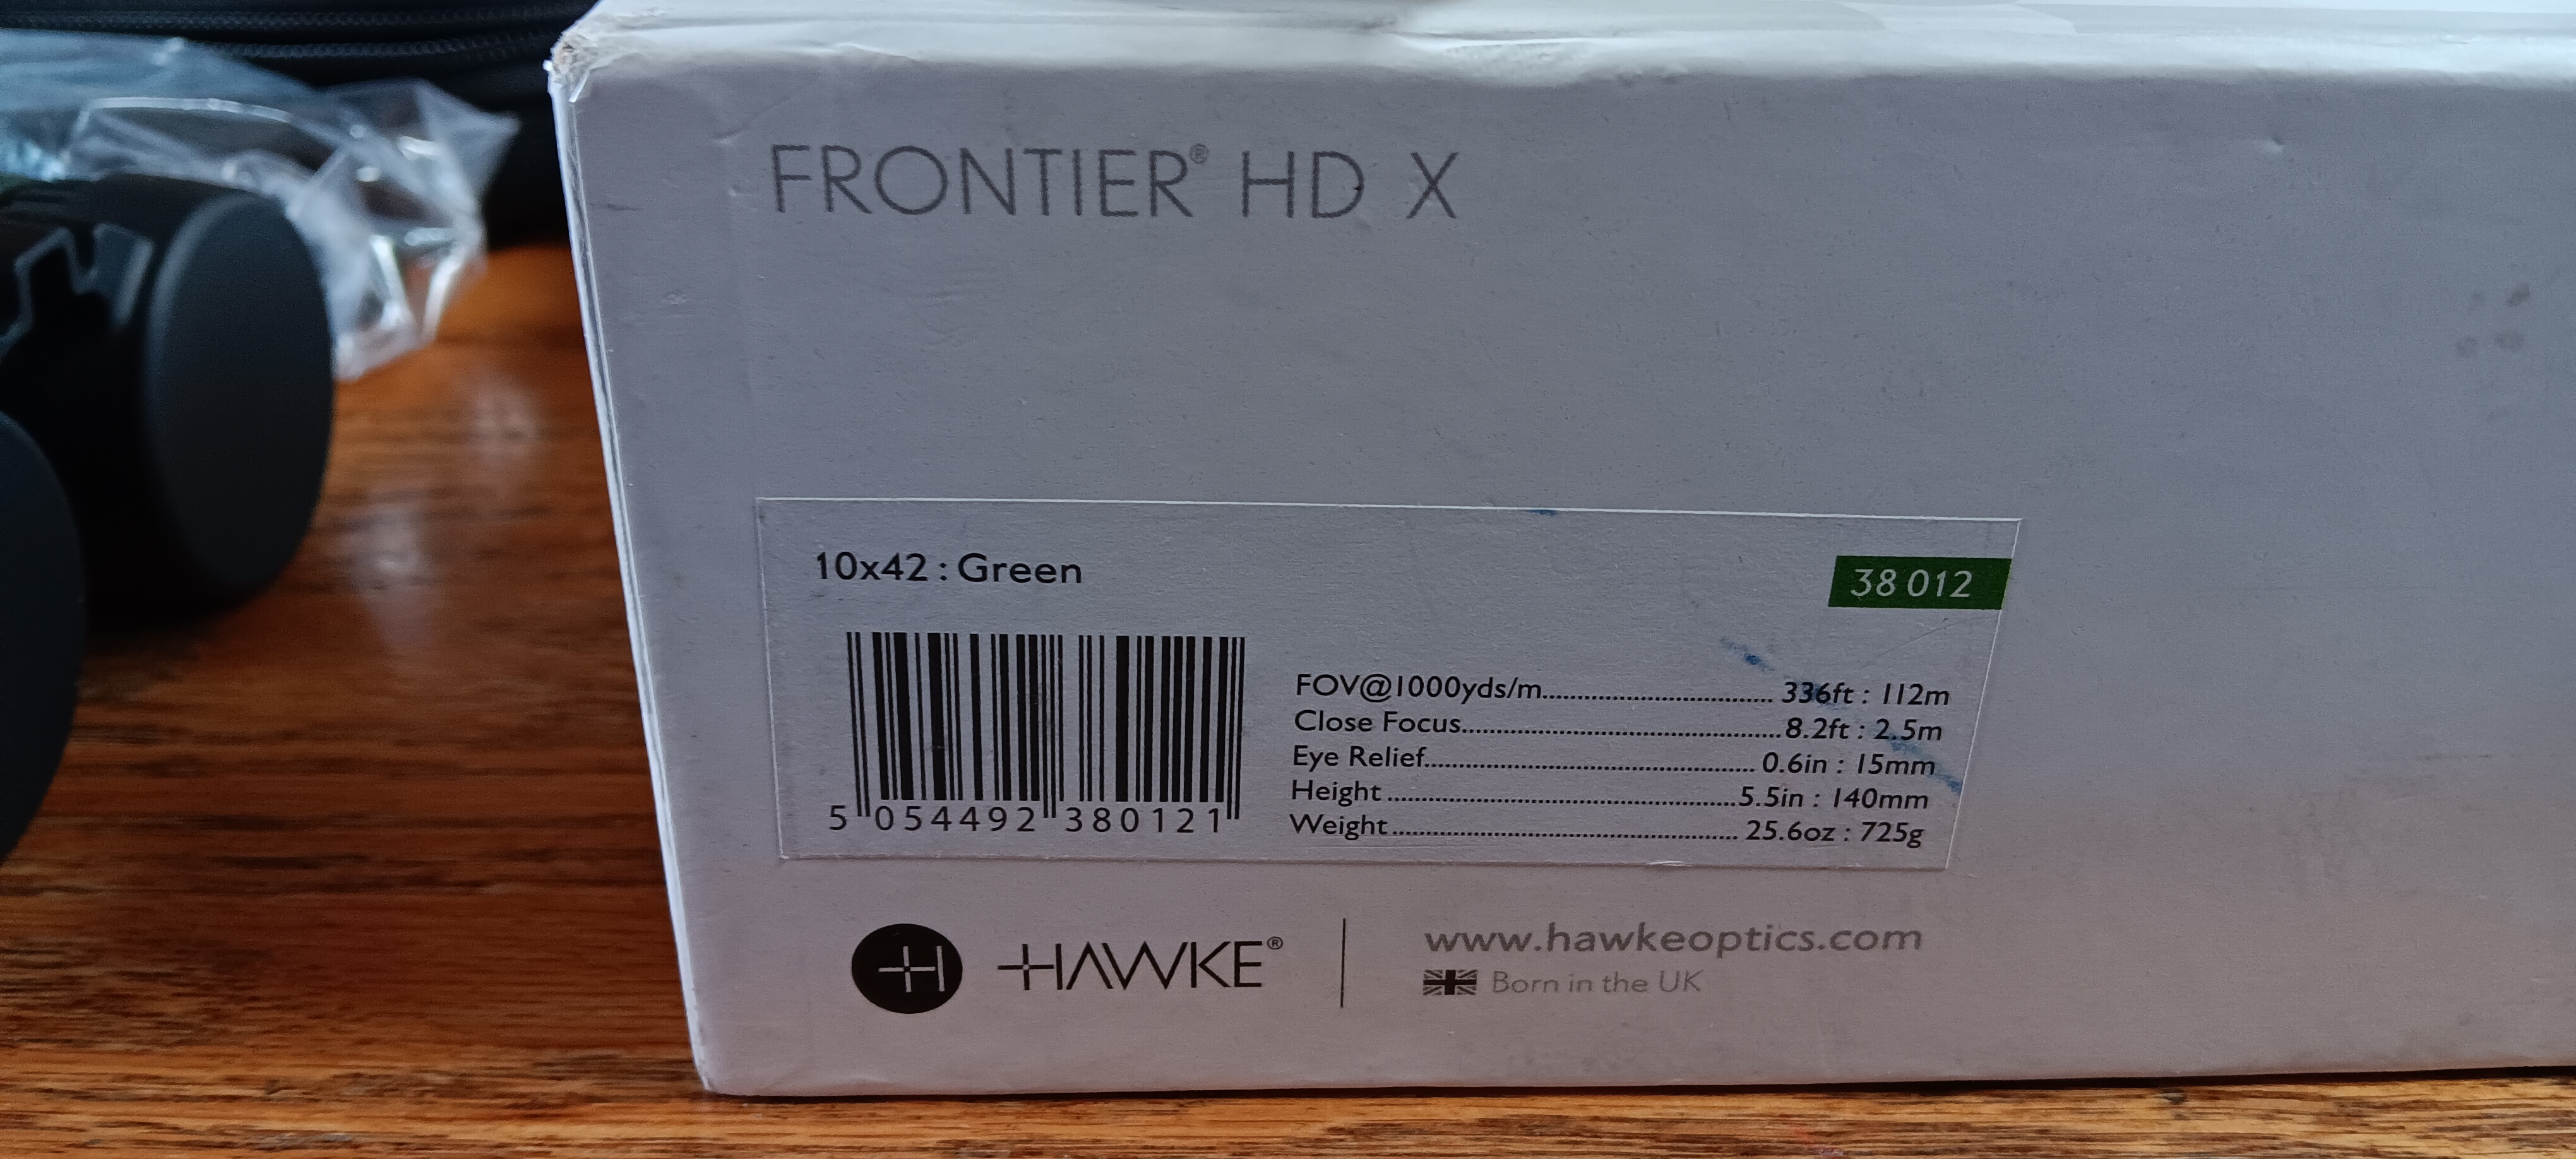 FRONTIER® HD X
10x42 : Green
38 012
FOV@1000yds/m.......... 336ft : 112m
Close Focus.......... 8.2ft : 2.5m
Eye Relief.......... 0.6in : 15mm
Height.......... 5.5in : 140mm
Weight.......... 25.6oz : 725g
5 054492 380121
HAWKE®
www.hawkeoptics.com
Born in the UK